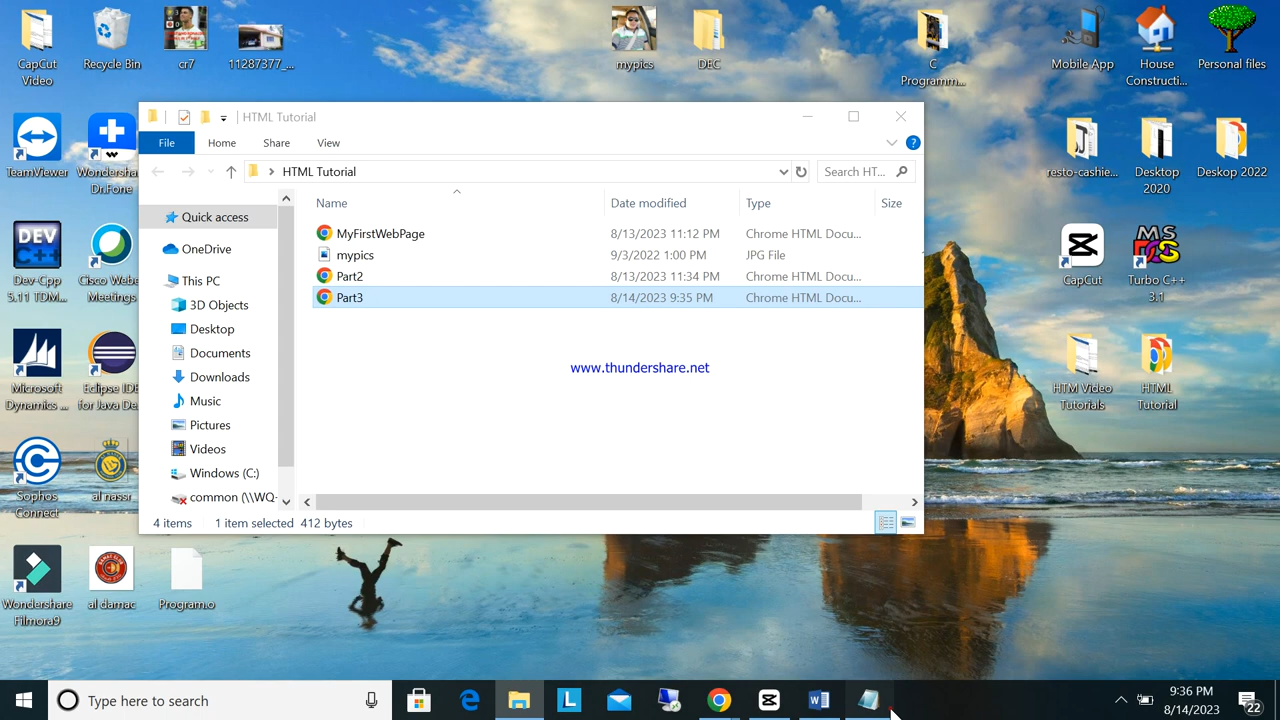 CapCut
Video
Recycle Bin
cr7
11287377_...
mypics
DEC
C
Programm...
Mobile App
House
Constructi...
Personal files
TeamViewer
Wondersha...
Dr.Fone
resto-cashie...
Desktop
2020
Deskop 2022
DEV
C++
Dev-Cpp
5.11 TDM...
Cisco Webe...
Meetings
CapCut
MS
DOS
Turbo C++
3.1
Microsoft
Dynamics ...
Eclipse IDE
for Java De...
HTM Video
Tutorials
HTML
Tutorial
Sophos
Connect
al nassr
Wondershare
Filmora9
al damac
Program.o
HTML Tutorial
File
Home
Share
View
HTML Tutorial
Search HT...
Name
Date modified
Type
Size
Quick access
OneDrive
This PC
3D Objects
Desktop
Documents
Downloads
Music
Pictures
Videos
Windows (C:)
common (\\WQ-
MyFirstWebPage 8/13/2023 11:12 PM Chrome HTML Docu...
mypics 9/3/2022 1:00 PM JPG File
Part2 8/13/2023 11:34 PM Chrome HTML Docu...
Part3 8/14/2023 9:35 PM Chrome HTML Docu...
www.thundershare.net
4 items 1 item selected 412 bytes
Type here to search
L
W
9:36 PM
8/14/2023
22